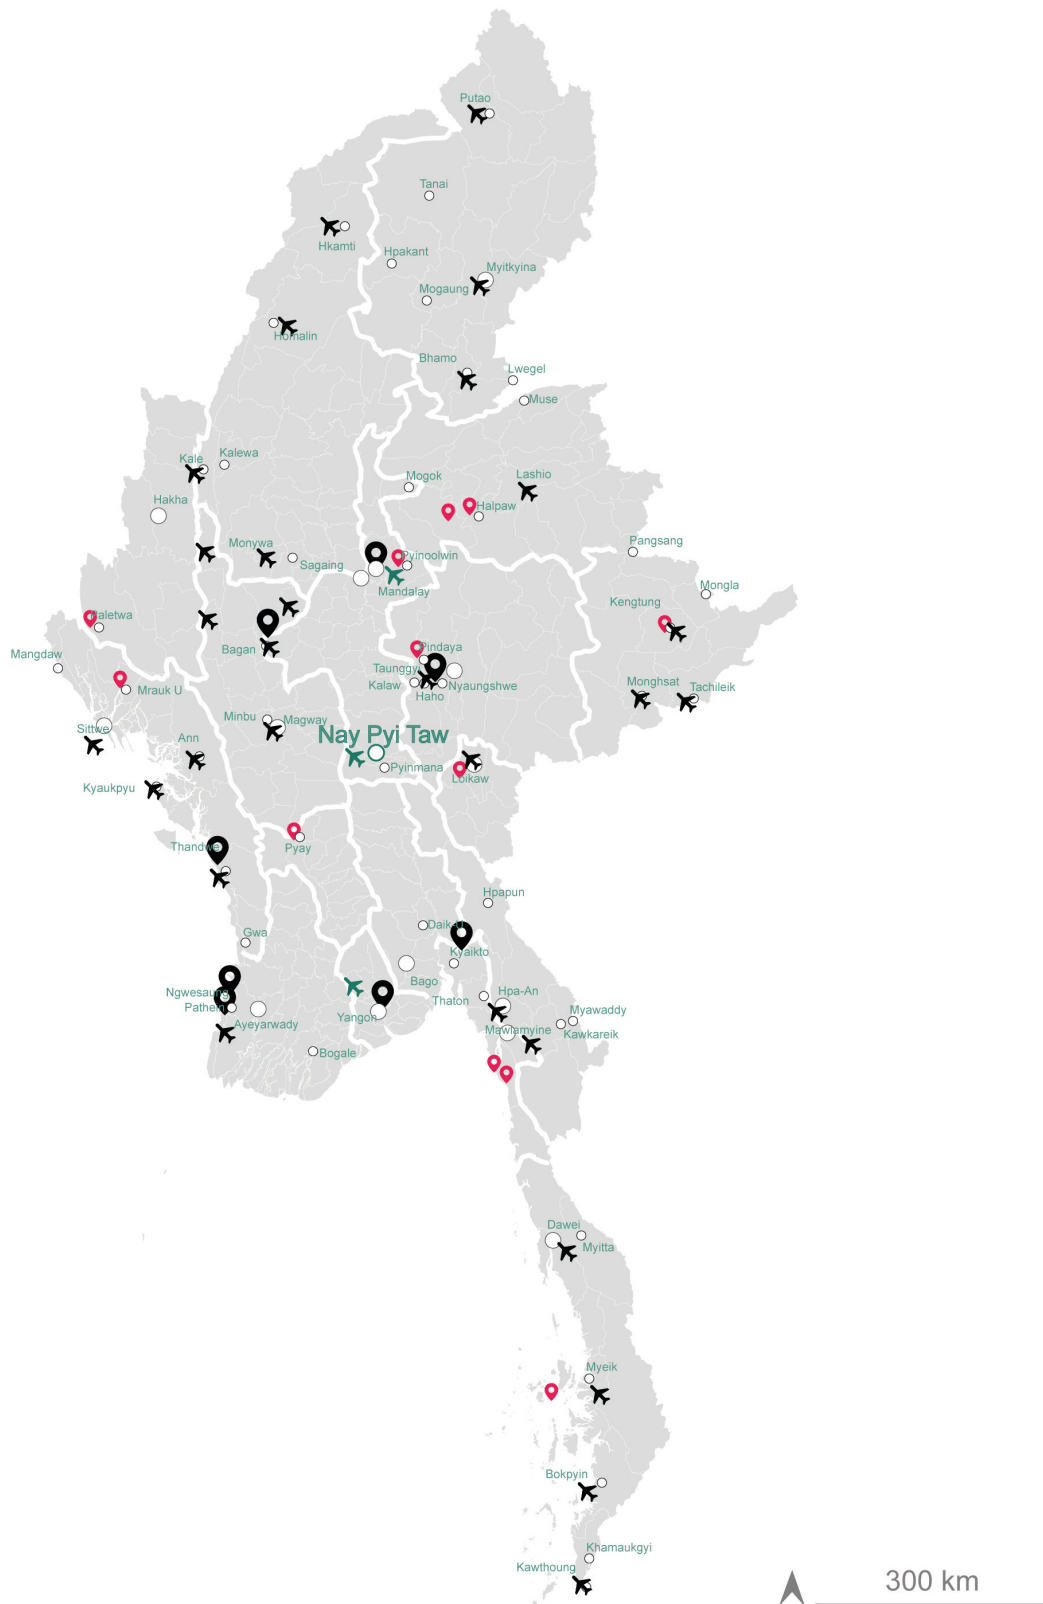 Putao
Tanai
Hkamti
Hpakant
Myitkyina
Mogaung
Homalin
Bhamo
Lwegel
Muse
Kalewa
Kale
Mogok
Lashio
Hakha
Halpaw
Monywa
Pangsang
Sagaing
Pyinoolwin
Mandalay
Mongla
Kengtung
Paletwa
Bagan
Pindaya
Mangdaw
Taunggyi
Kalaw
Nyaungshwe
Haho
Mrauk U
Monghsat
Tachileik
Minbu
Magway
Sittwe
Nay Pyi Taw
Ann
Pyinmana
Loikaw
Kyaukpyu
Thandwe
Pyay
Hpapun
Daik-U
Gwa
Kyaikto
Bago
Ngwesaung
Hpa-An
Thaton
Pathein
Myawaddy
Yangon
Ayeyarwady
Mawlamyine
Kawkareik
Bogale
Dawei
Myitta
Myeik
Bokpyin
Khamaukgyi
Kawthoung
300 km